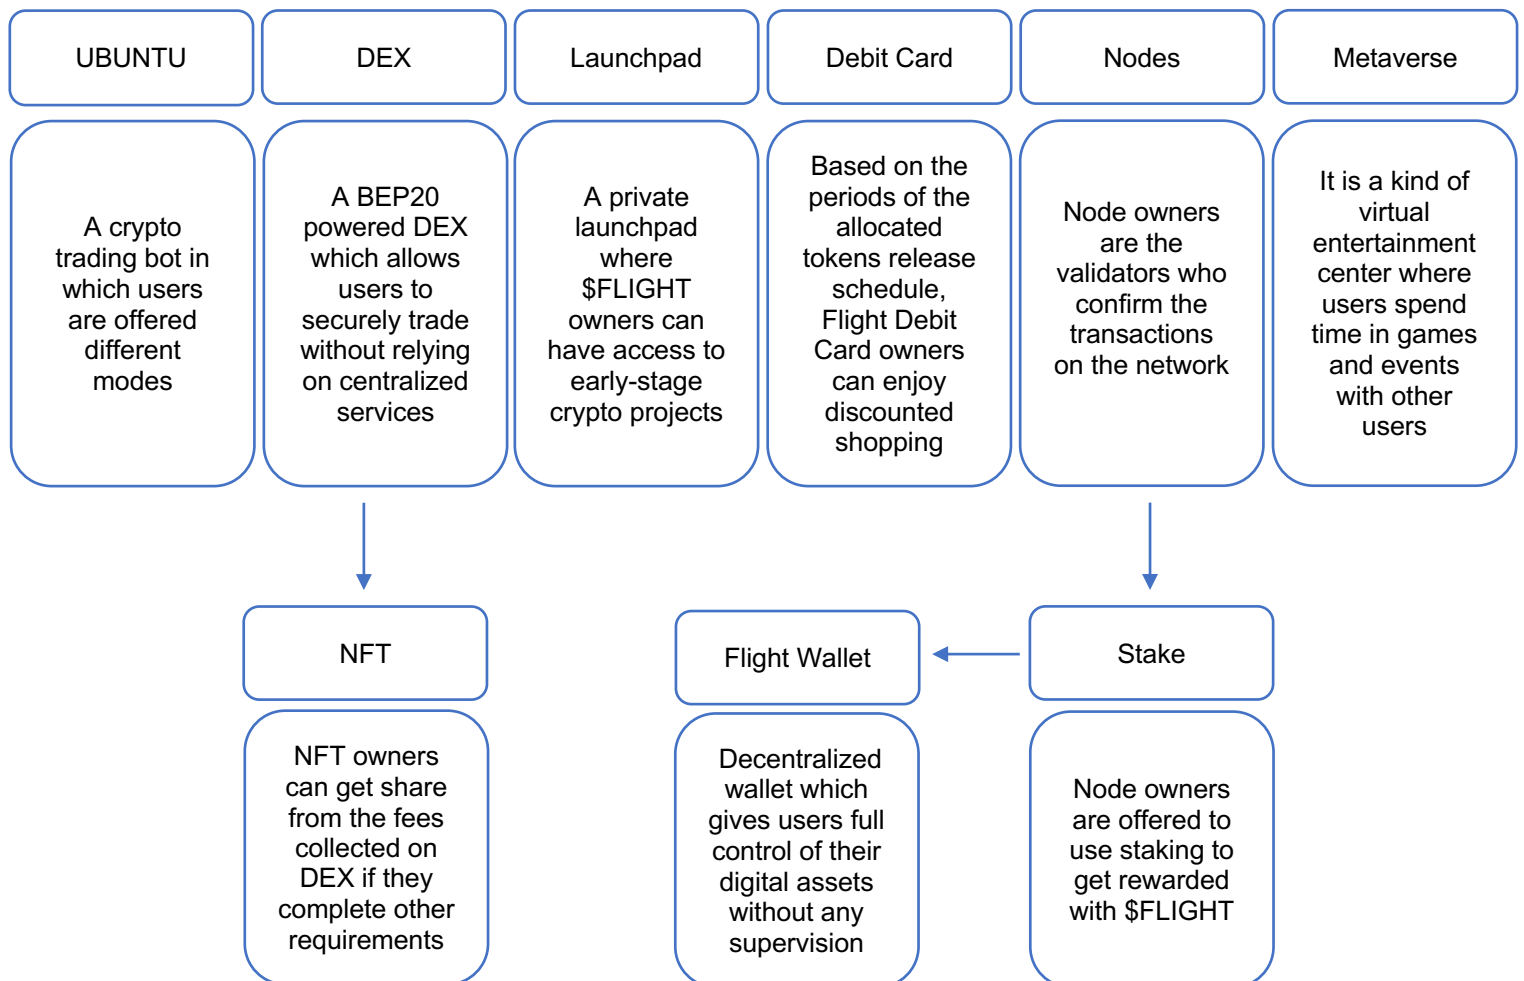 UBUNTU
DEX
Launchpad
Debit Card
Nodes
Metaverse
A crypto
trading bot in
which users
are offered
different
modes
A BEP20
powered DEX
which allows
users to
securely trade
without relying
on centralized
services
A private
launchpad
where
$FLIGHT
owners can
have access to
early-stage
crypto projects
Based on the
periods of the
allocated
tokens release
schedule,
Flight Debit
Card owners
can enjoy
discounted
shopping
Node owners
are the
validators who
confirm the
transactions
on the network
It is a kind of
virtual
entertainment
center where
users spend
time in games
and events
with other
users
NFT
Flight Wallet
Stake
NFT owners
can get share
from the fees
collected on
DEX if they
complete other
requirements
Decentralized
wallet which
gives users full
control of their
digital assets
without any
supervision
Node owners
are offered to
use staking to
get rewarded
with $FLIGHT